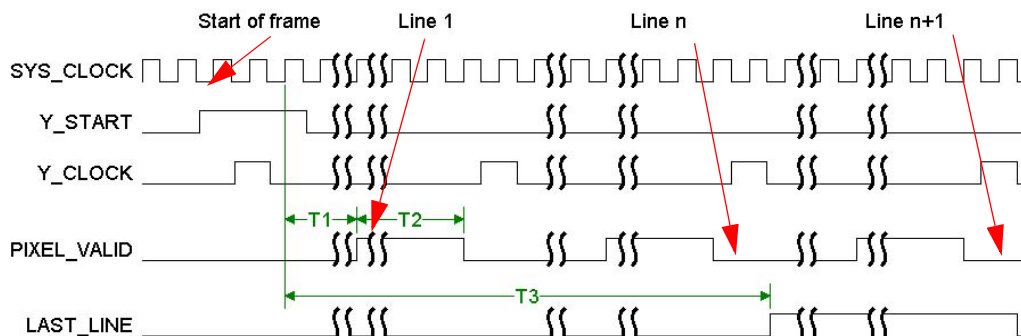 Start of frame
Line 1
Line n
Line n+1
SYS_CLOCK
Y_START
Y_CLOCK
T1
T2
PIXEL_VALID
T3
LAST_LINE